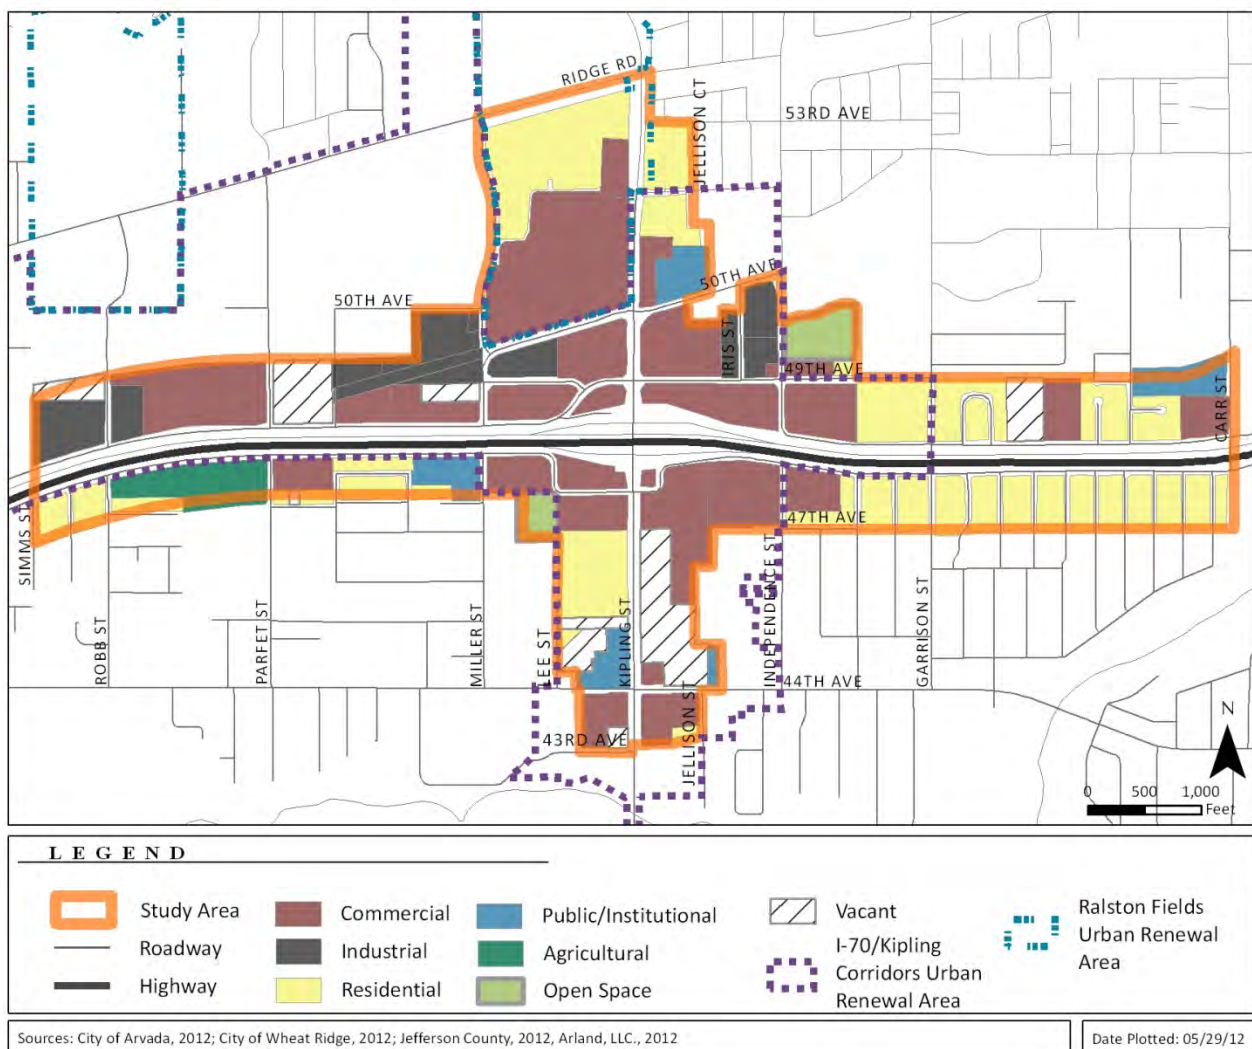 RIDGE RD
JELLISON CT
53RD AVE
50TH AVE
50TH AVE
IRIS ST
49TH AVE
CARR ST
SIMMS ST
ROBB ST
PARFET ST
MILLER ST
LEE ST
KIPLING ST
47TH AVE
INDEPENDENCE ST
GARRISON ST
44TH AVE
43RD AVE
JELLISON ST
N
0 500 1,000
Feet
LEGEND
Study Area
Roadway
Highway
Commercial
Industrial
Residential
Public/Institutional
Agricultural
Open Space
Vacant
I-70/Kipling
Corridors Urban
Renewal Area
Ralston Fields
Urban Renewal
Area
Sources: City of Arvada, 2012; City of Wheat Ridge, 2012; Jefferson County, 2012, Arland, LLC., 2012
Date Plotted: 05/29/12